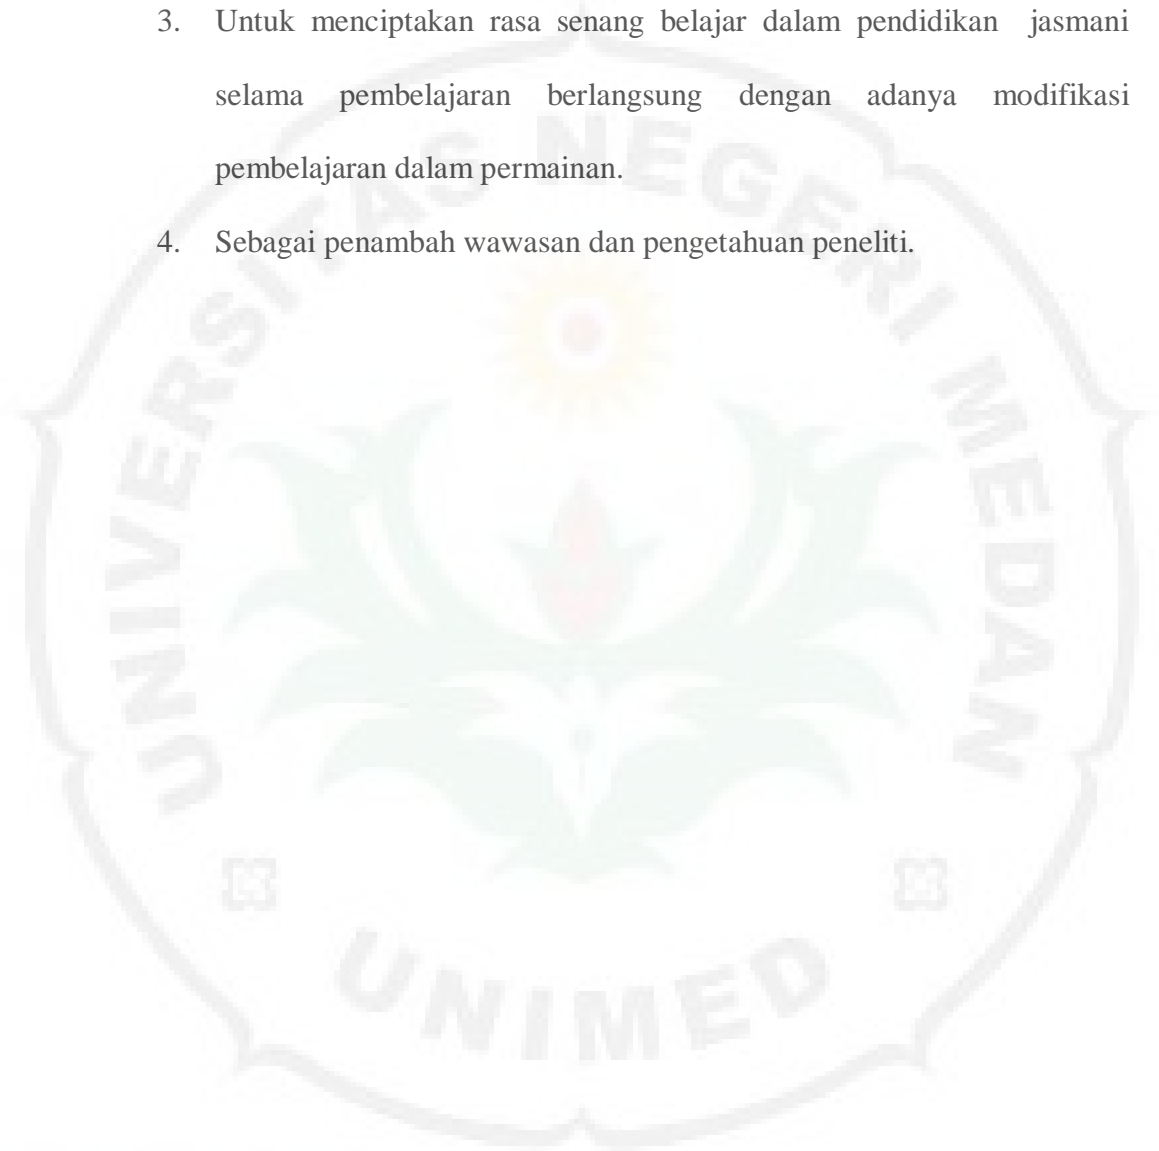 3. Untuk menciptakan rasa senang belajar dalam pendidikan jasmani
selama pembelajaran berlangsung dengan adanya modifikasi
pembelajaran dalam permainan.
4. Sebagai penambah wawasan dan pengetahuan peneliti.
UNIVERSITAS NEGERI MEDAN
UNIMED